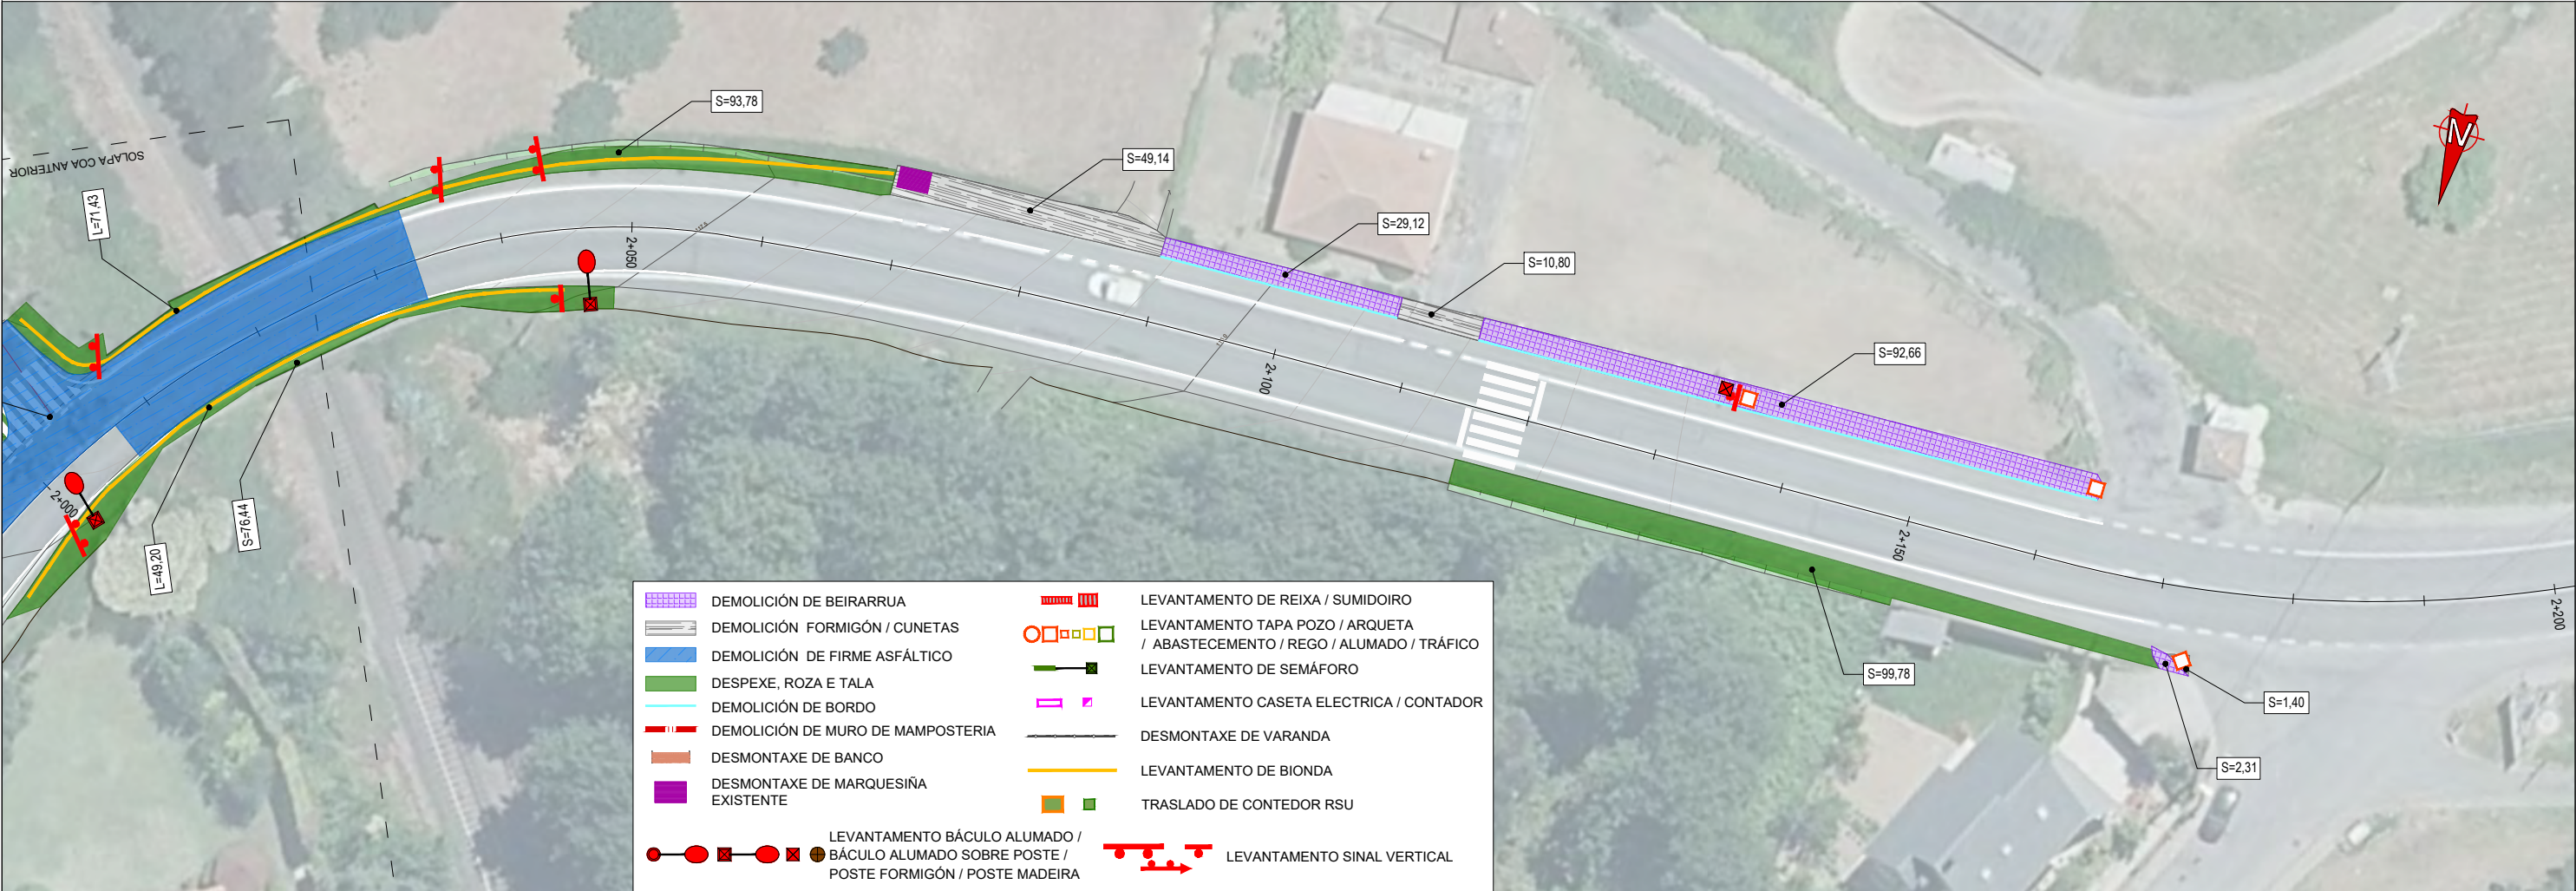 S=93,78
SOLAPA COA ANTERIOR
S=49,14
N
L=71,43
S=29,12
2+050
S=10,80
2+100
S=92,66
2+000
S=76,44
L=49,20
2+150
2+200
S=99,78
S=1,40
S=2,31
DEMOLICIÓN DE BEIRARRUA
DEMOLICIÓN FORMIGÓN / CUNETAS
DEMOLICIÓN DE FIRME ASFÁLTICO
DESPEXE, ROZA E TALA
DEMOLICIÓN DE BORDO
DEMOLICIÓN DE MURO DE MAMPOSTERIA
DESMONTAXE DE BANCO
DESMONTAXE DE MARQUESIÑA
EXISTENTE
LEVANTAMENTO BÁCULO ALUMADO /
BÁCULO ALUMADO SOBRE POSTE /
POSTE FORMIGÓN / POSTE MADEIRA
LEVANTAMENTO DE REIXA / SUMIDOIRO
LEVANTAMENTO TAPA POZO / ARQUETA
/ ABASTECEMENTO / REGO / ALUMADO / TRÁFICO
LEVANTAMENTO DE SEMÁFORO
LEVANTAMENTO CASETA ELECTRICA / CONTADOR
DESMONTAXE DE VARANDA
LEVANTAMENTO DE BIONDA
TRASLADO DE CONTEDOR RSU
LEVANTAMENTO SINAL VERTICAL